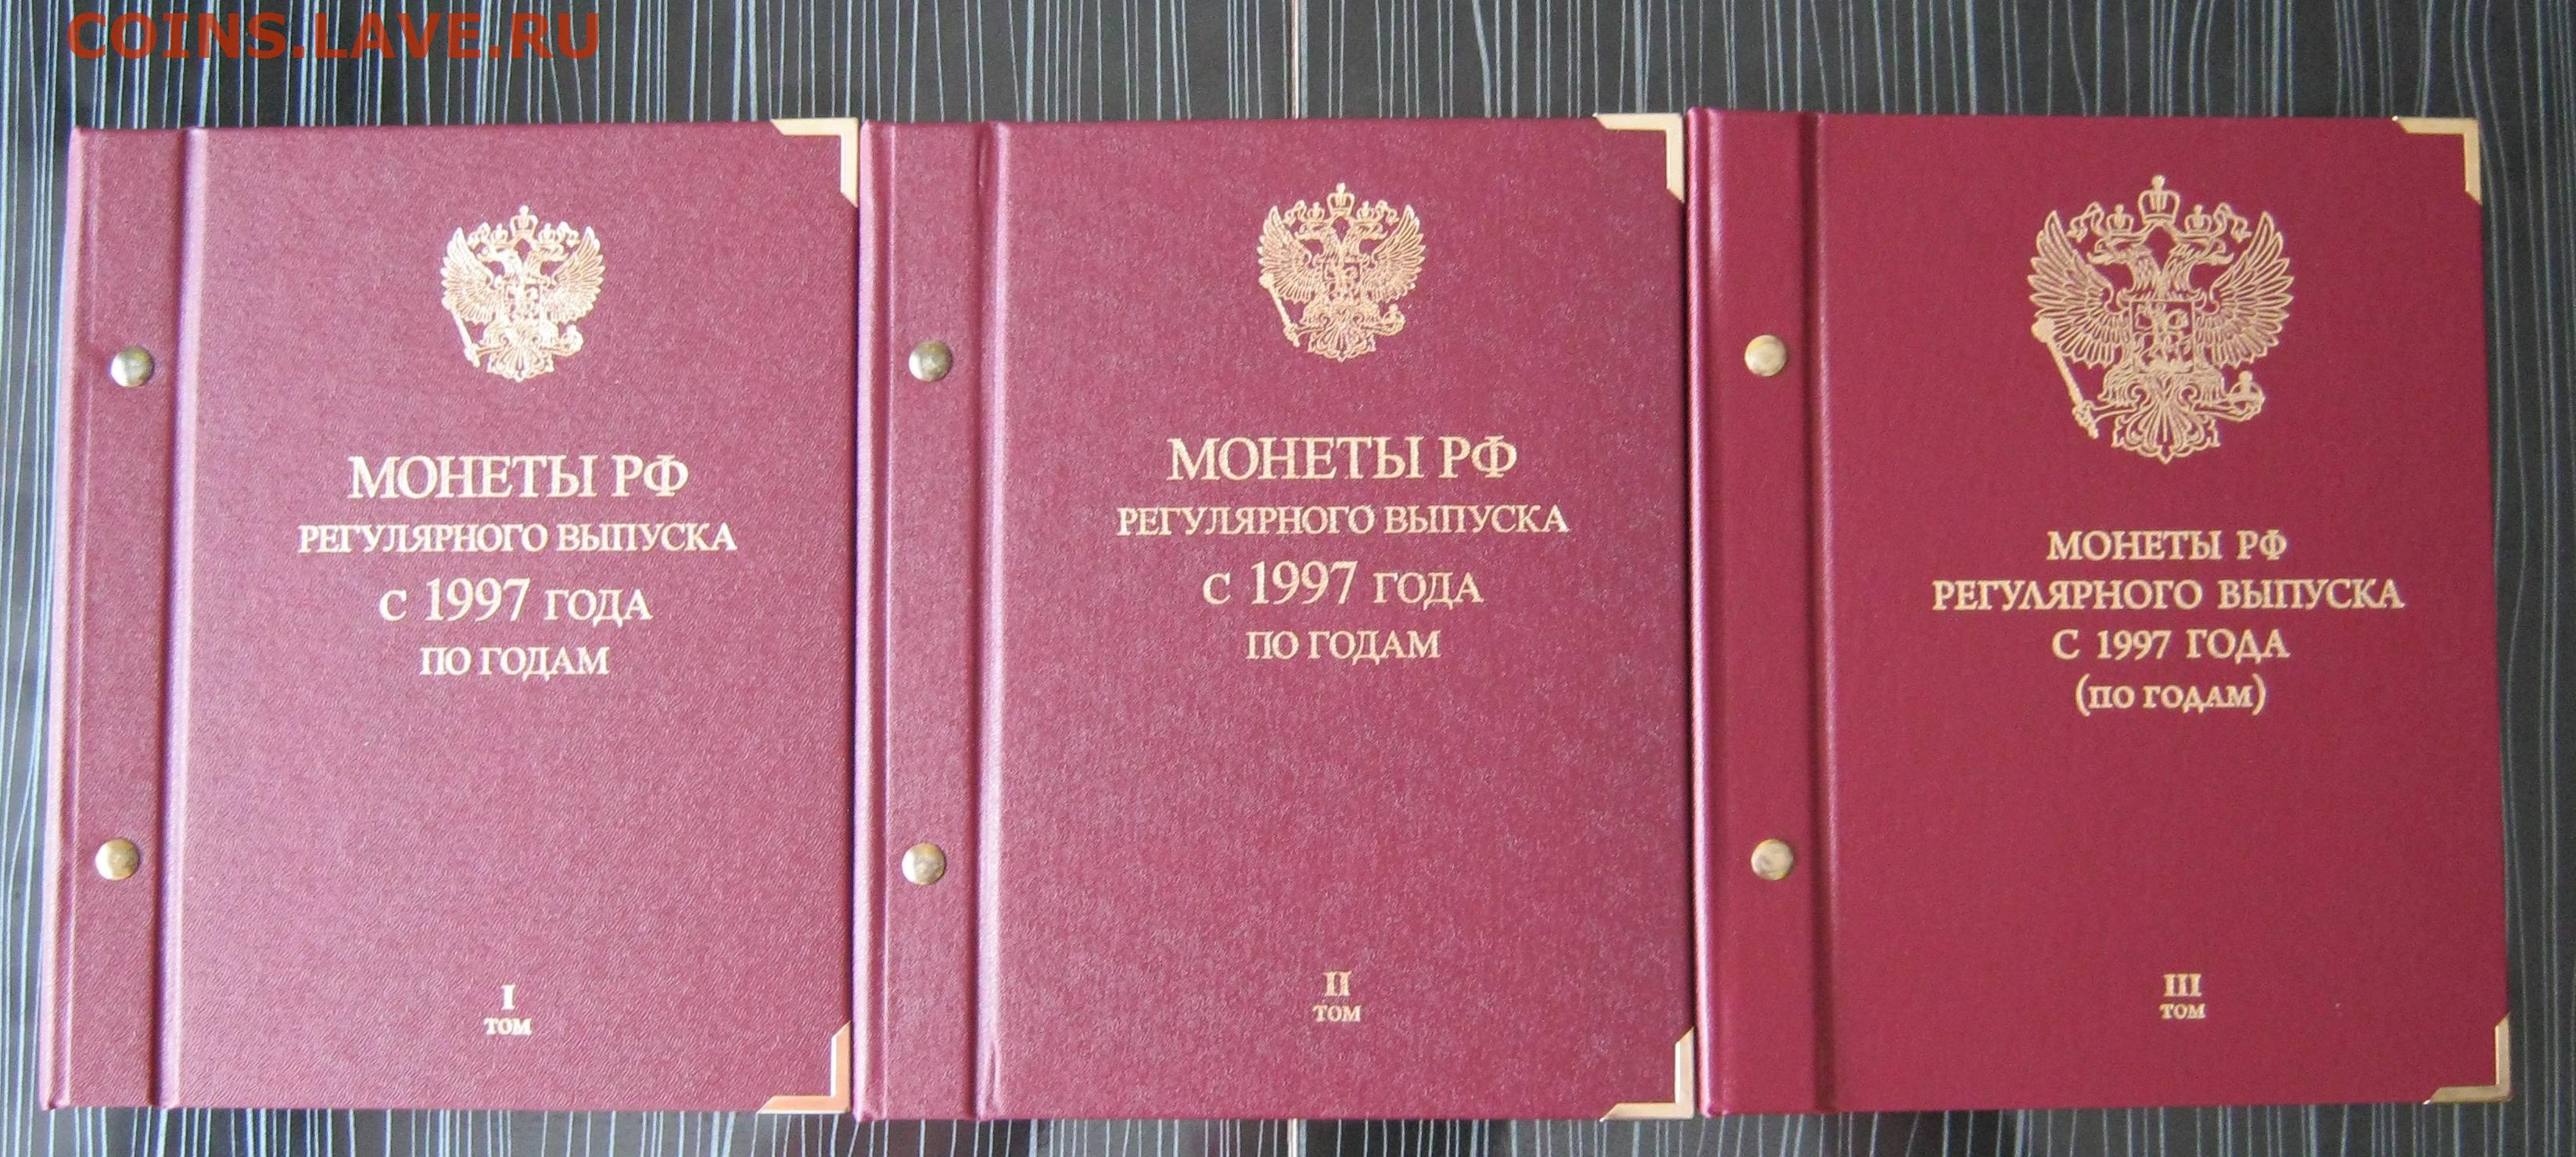 COINS.LAVE.RU
МОНЕТЫ РФ
РЕГУЛЯРНОГО ВЫПУСКА
С 1997 ГОДА
ПО ГОДАМ
I
ТОМ
МОНЕТЫ РФ
РЕГУЛЯРНОГО ВЫПУСКА
С 1997 ГОДА
ПО ГОДАМ
II
ТОМ
МОНЕТЫ РФ
РЕГУЛЯРНОГО ВЫПУСКА
С 1997 ГОДА
(ПО ГОДАМ)
III
ТОМ